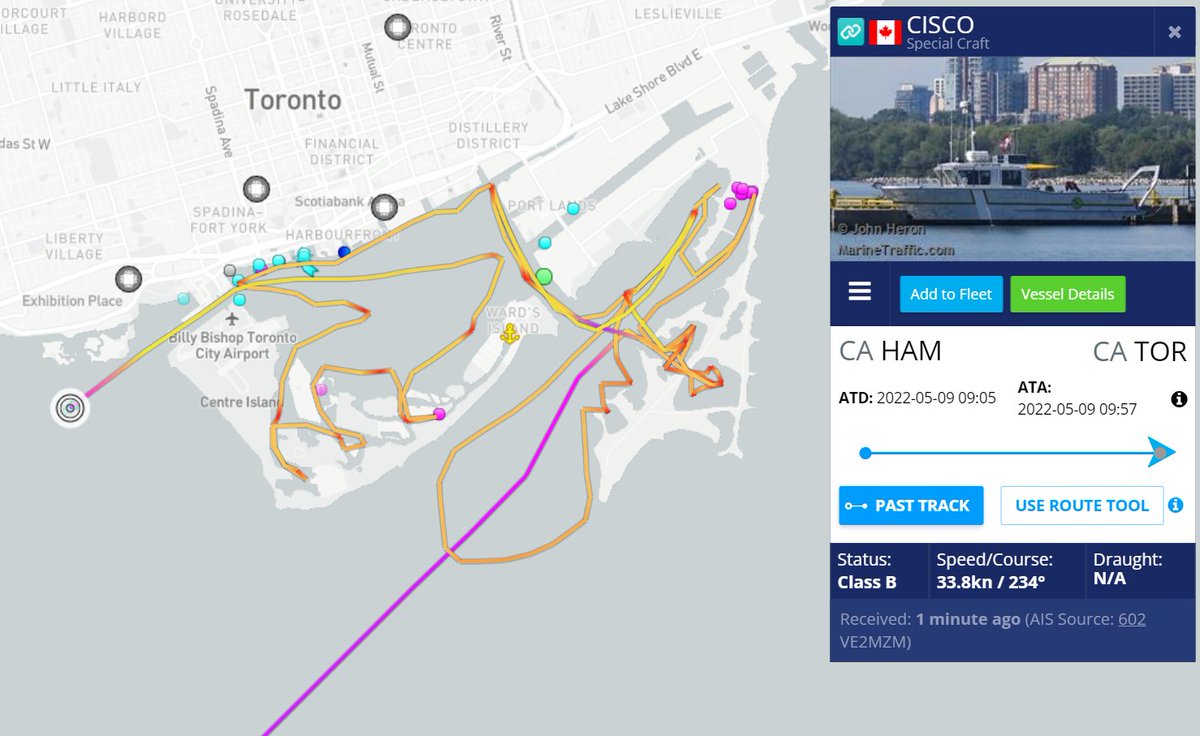 ORCOURT
VILLAGE
HARBORD
VILLAGE
UNIVERSITY-
ROSEDALE
River St
LESLIEVILLE
TORONTO
CENTRE
LITTLE ITALY
Mutual St
Spadina Ave
Toronto
Lake Shore Blvd E
das St W
FINANCIAL
DISTRICT
DISTILLERY
DISTRICT
SPADINA–
FORT YORK
Scotiabank Arena
PORT LANDS
LIBERTY
VILLAGE
HARBOURFRONT
Exhibition Place
WARD'S
ISLAND
Billy Bishop Toronto
City Airport
Centre Island
CISCO
Special Craft
© John Heron
MarineTraffic.com
Add to Fleet
Vessel Details
CA HAM
CA TOR
ATD: 2022-05-09 09:05
ATA:
2022-05-09 09:57
PAST TRACK
USE ROUTE TOOL
Status:
Class B
Speed/Course:
33.8kn / 234°
Draught:
N/A
Received: 1 minute ago (AIS Source: 602
VE2MZM)